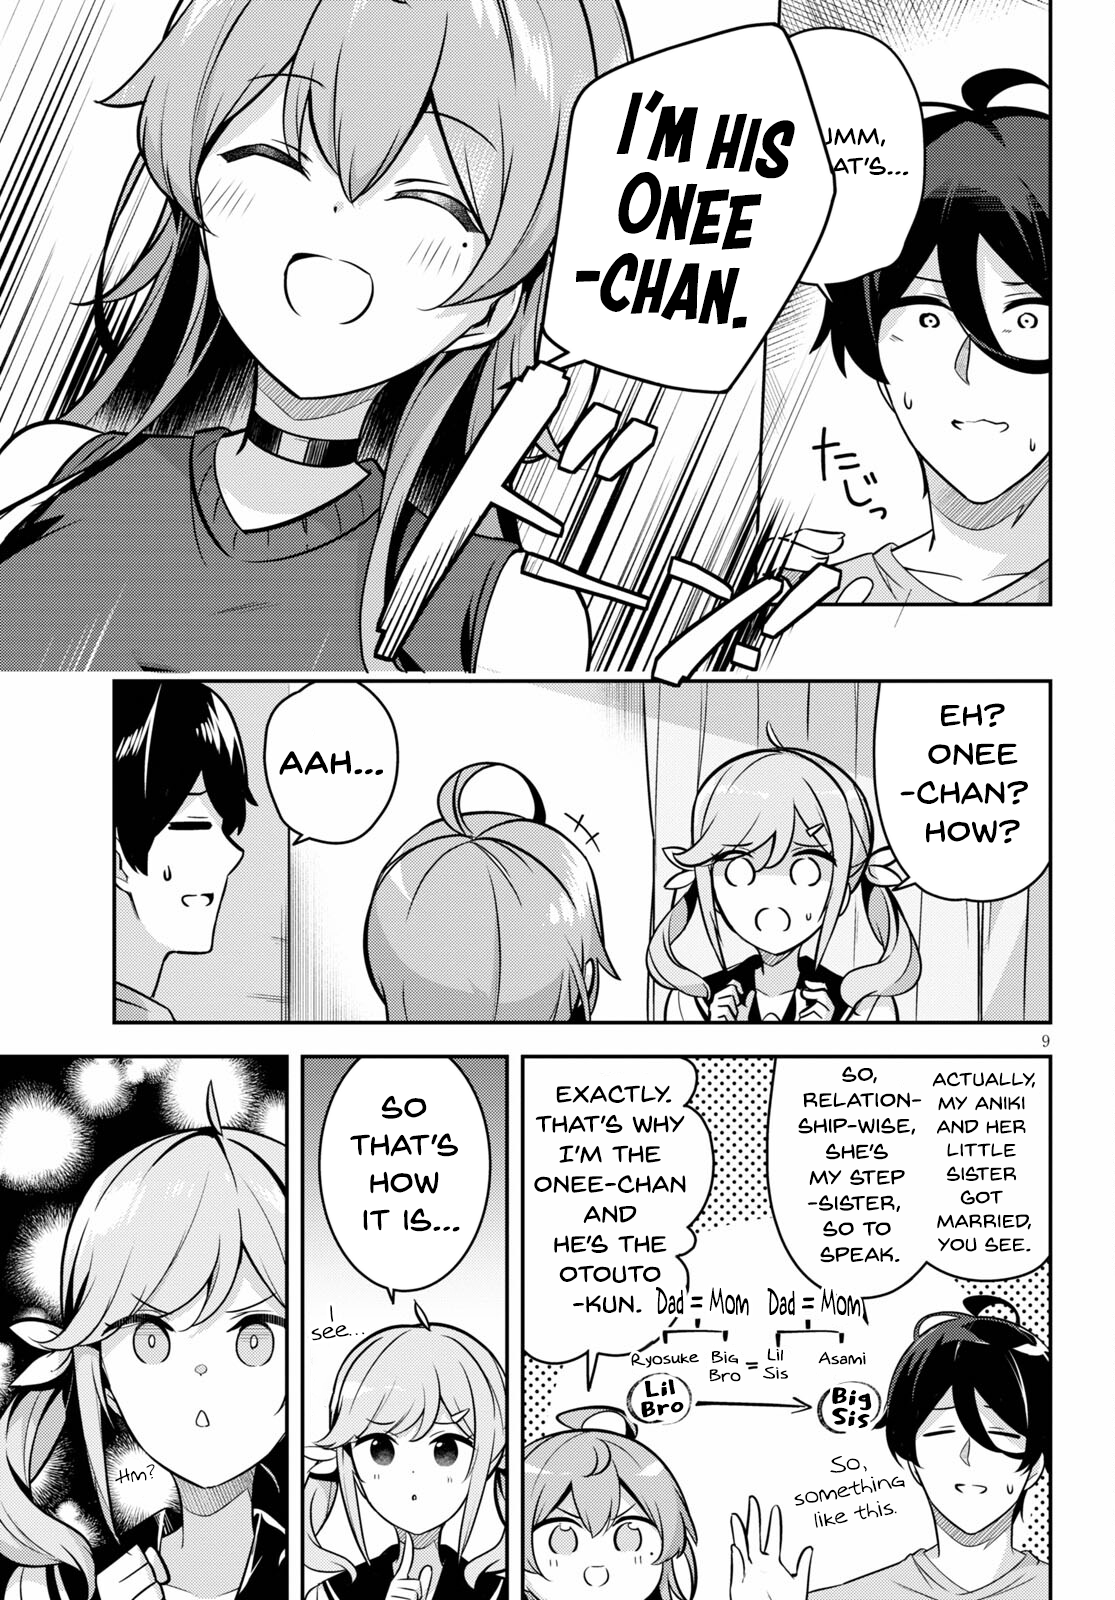 UMM,
AT'S...
I'M HIS
ONEE
-CHAN.
たじっ
EH?
ONEE
-CHAN?
HOW?
AAH...
9
ACTUALLY,
MY ANIKI
AND HER
LITTLE
SISTER
GOT
MARRIED,
YOU SEE.
SO,
RELATION-
SHIP-WISE,
SHE'S
MY STEP
-SISTER,
SO TO
SPEAK.
EXACTLY.
THAT'S WHY
I'M THE
ONEE-CHAN
AND
HE'S THE
OTOUTO
-KUN.
Dad = Mom Dad = Mom
Ryosuke Big Bro = Lil Sis Asami
Lil
Bro
Big
Sis
So,
something
like this.
SO
THAT'S
HOW
IT IS...
I
see...
Hm?